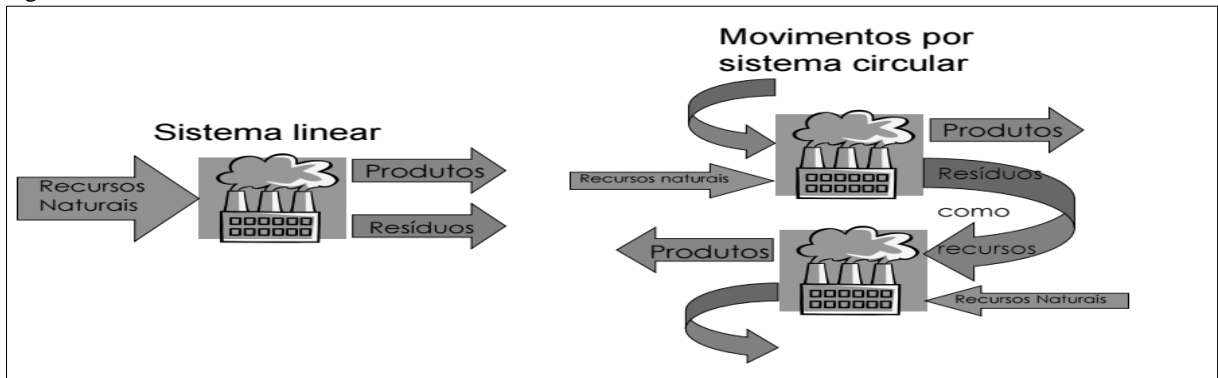 Sistema linear
Recursos
Naturais
Produtos
Resíduos
Movimentos por
sistema circular
Produtos
Recursos naturais
Resíduos
como
recursos
Produtos
Recursos Naturais